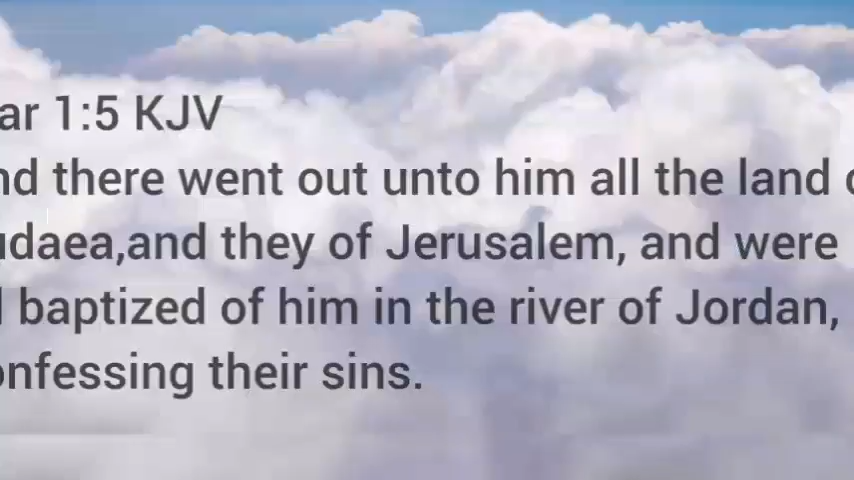 ar 1:5 KJV
nd there went out unto him all the land o
udaea,and they of Jerusalem, and were
l baptized of him in the river of Jordan,
onfessing their sins.